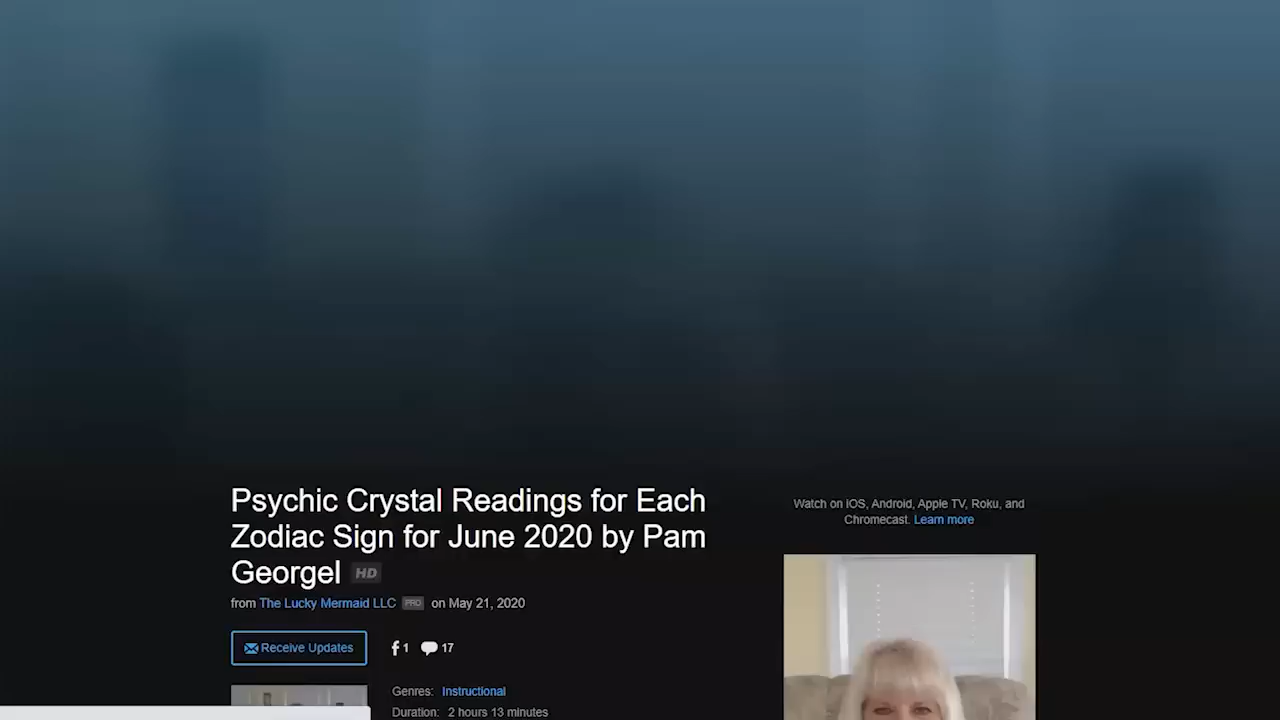 Psychic Crystal Readings for Each
Zodiac Sign for June 2020 by Pam
Georgel HD
from The Lucky Mermaid LLC PRO on May 21, 2020
Receive Updates 1 17
Genres: Instructional
Duration: 2 hours 13 minutes
Watch on iOS, Android, Apple TV, Roku, and
Chromecast. Learn more